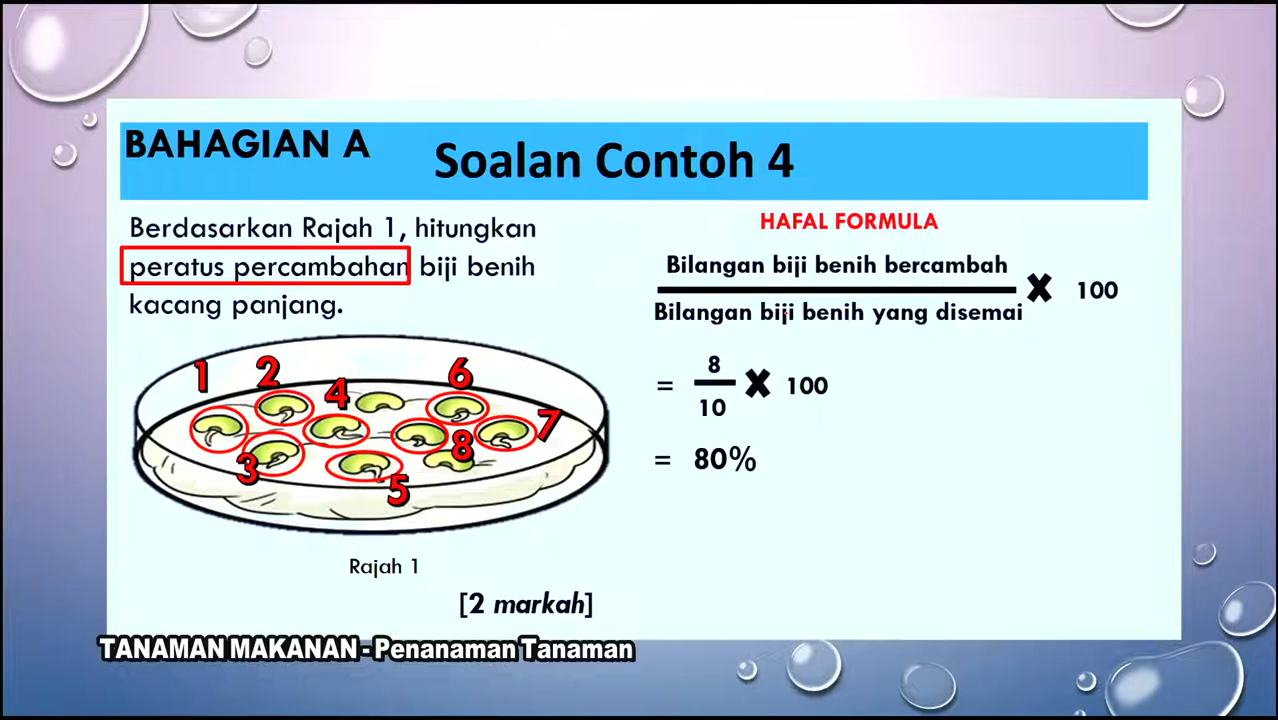 BAHAGIAN A
Soalan Contoh 4
Berdasarkan Rajah 1, hitungkan
peratus percambahan biji benih
kacang panjang.
1
2
4
6
7
3
8
5
Rajah 1
[2 markah]
HAFAL FORMULA
Bilangan biji benih bercambah
Bilangan biji benih yang disemai
X 100
= 8
10
X 100
= 80%
TANAMAN MAKANAN - Penanaman Tanaman